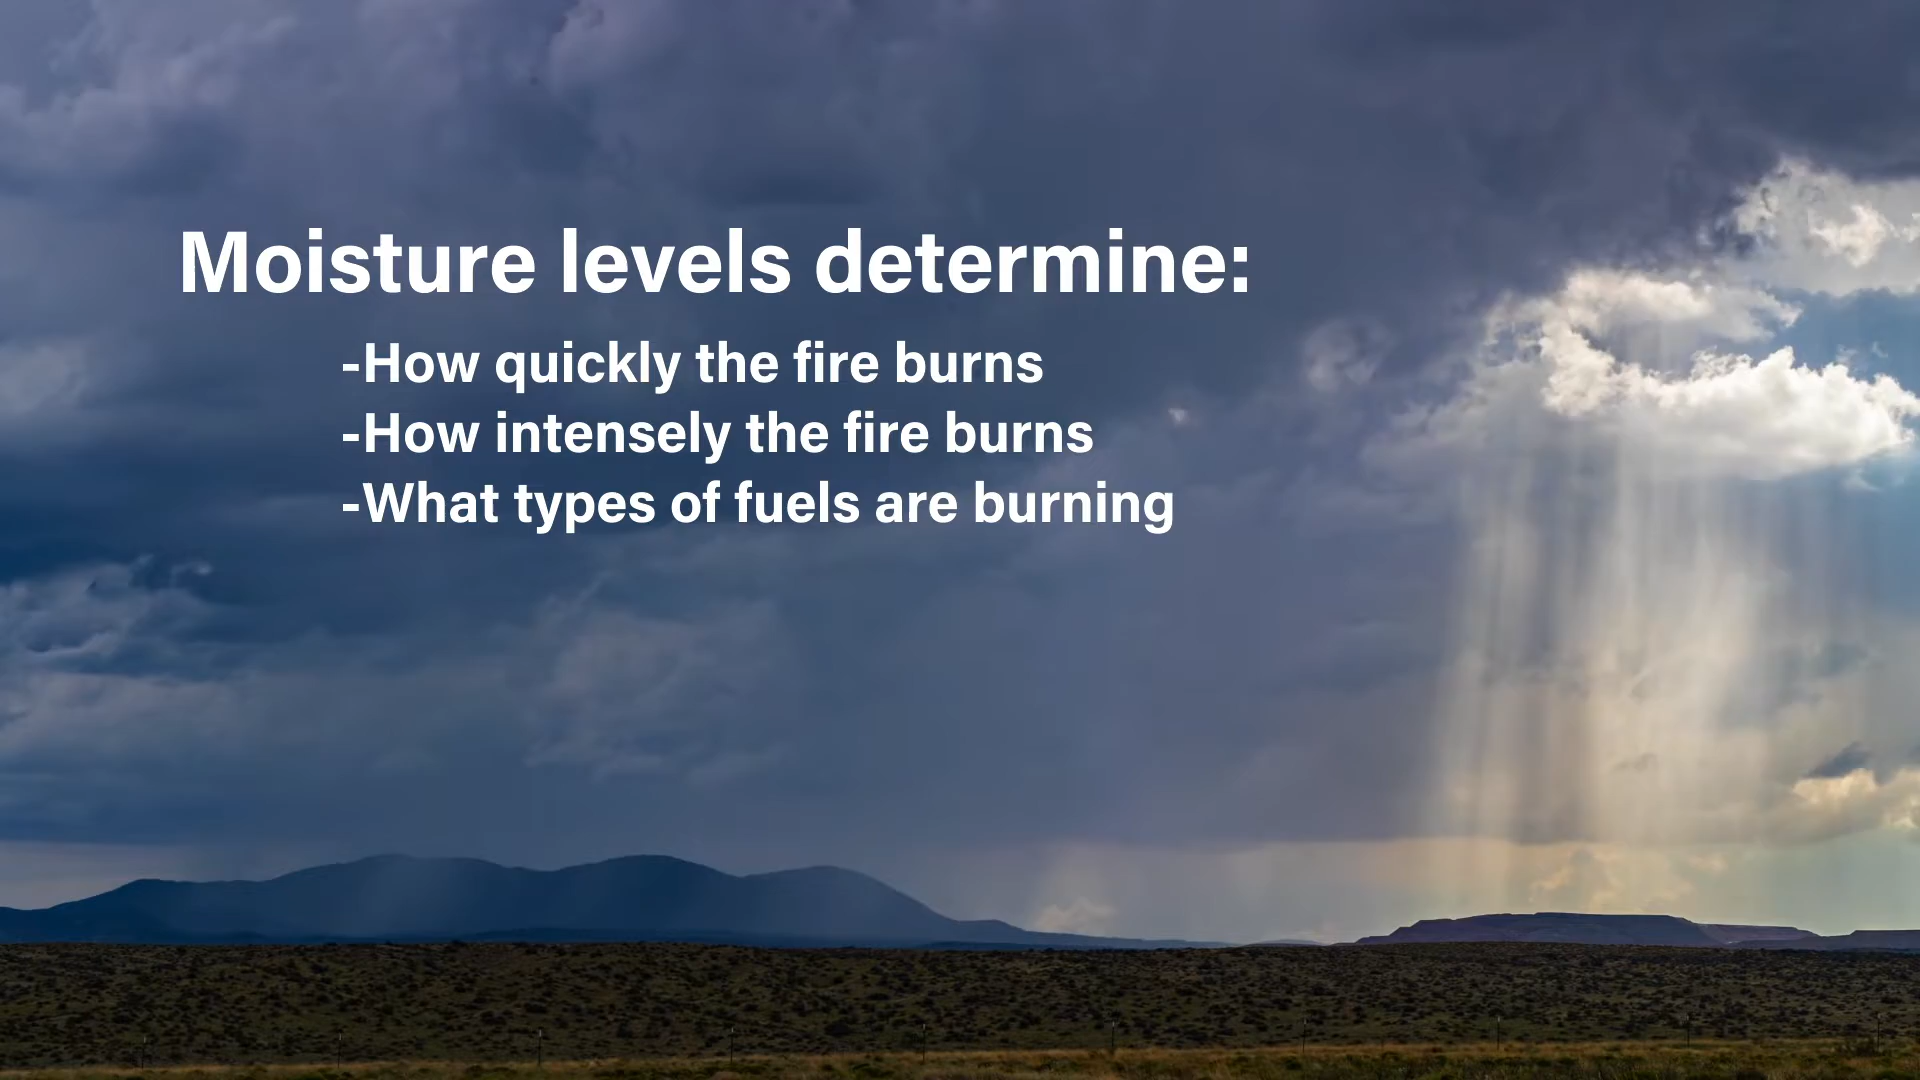 Moisture levels determine:
-How quickly the fire burns
-How intensely the fire burns
-What types of fuels are burning